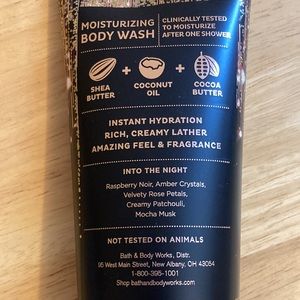 MOISTURIZING
BODY WASH
CLINICALLY TESTED
TO MOISTURIZE
AFTER ONE SHOWER
SHEA
BUTTER
+
COCONUT
OIL
+
COCOA
BUTTER
INSTANT HYDRATION
RICH, CREAMY LATHER
AMAZING FEEL & FRAGRANCE
INTO THE NIGHT
Raspberry Noir, Amber Crystals,
Velvety Rose Petals,
Creamy Patchouli,
Mocha Musk
NOT TESTED ON ANIMALS
Bath & Body Works, Distr.
95 West Main Street, New Albany, OH 43054
1-800-395-1001
Shop bathandbodyworks.com